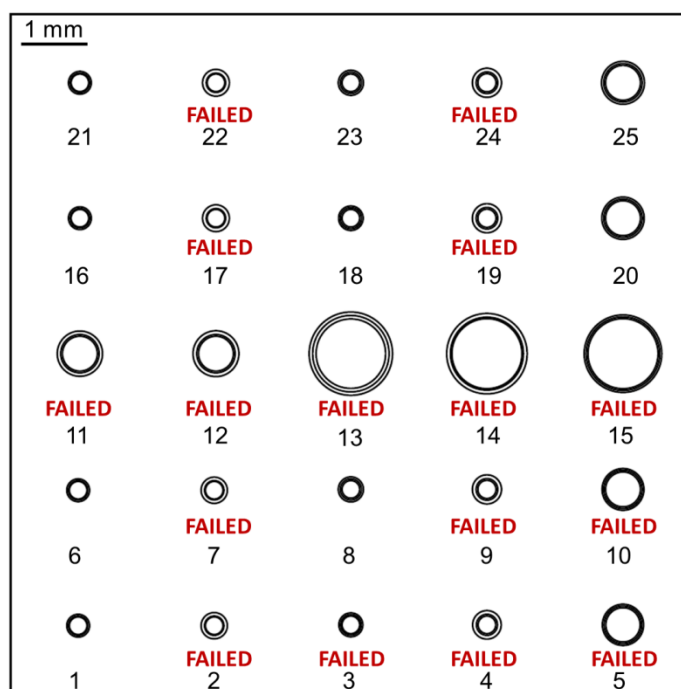 1 mm
FAILED FAILED
21 22 23 24 25
FAILED FAILED
16 17 18 19 20
FAILED FAILED FAILED FAILED FAILED
11 12 13 14 15
FAILED FAILED FAILED
6 7 8 9 10
FAILED FAILED FAILED FAILED
1 2 3 4 5